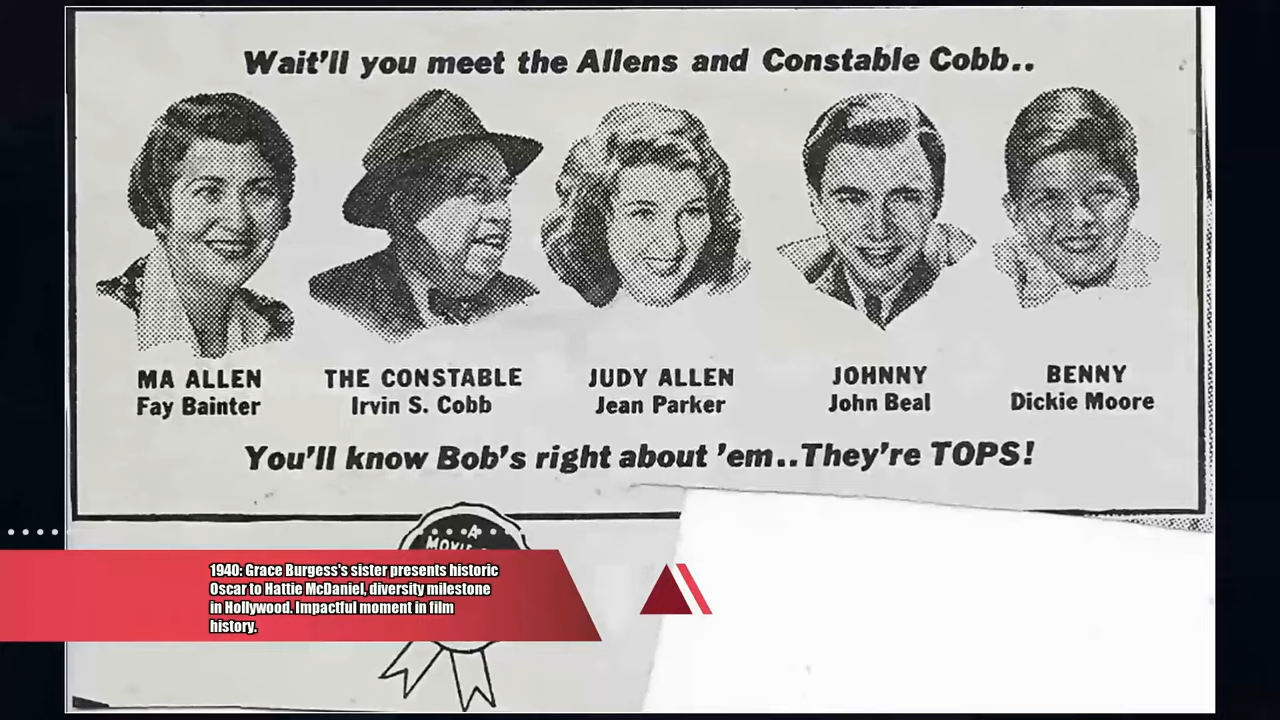 Wait'll you meet the Allens and Constable Cobb..
MA ALLEN
Fay Bainter
THE CONSTABLE
Irvin S. Cobb
JUDY ALLEN
Jean Parker
JOHNNY
John Beal
BENNY
Dickie Moore
You'll know Bob's right about 'em..They're TOPS!
A
MOVIE
1940: Grace Burgess's sister presents historic
Oscar to Hattie McDaniel, diversity milestone
in Hollywood. Impactful moment in film
history.